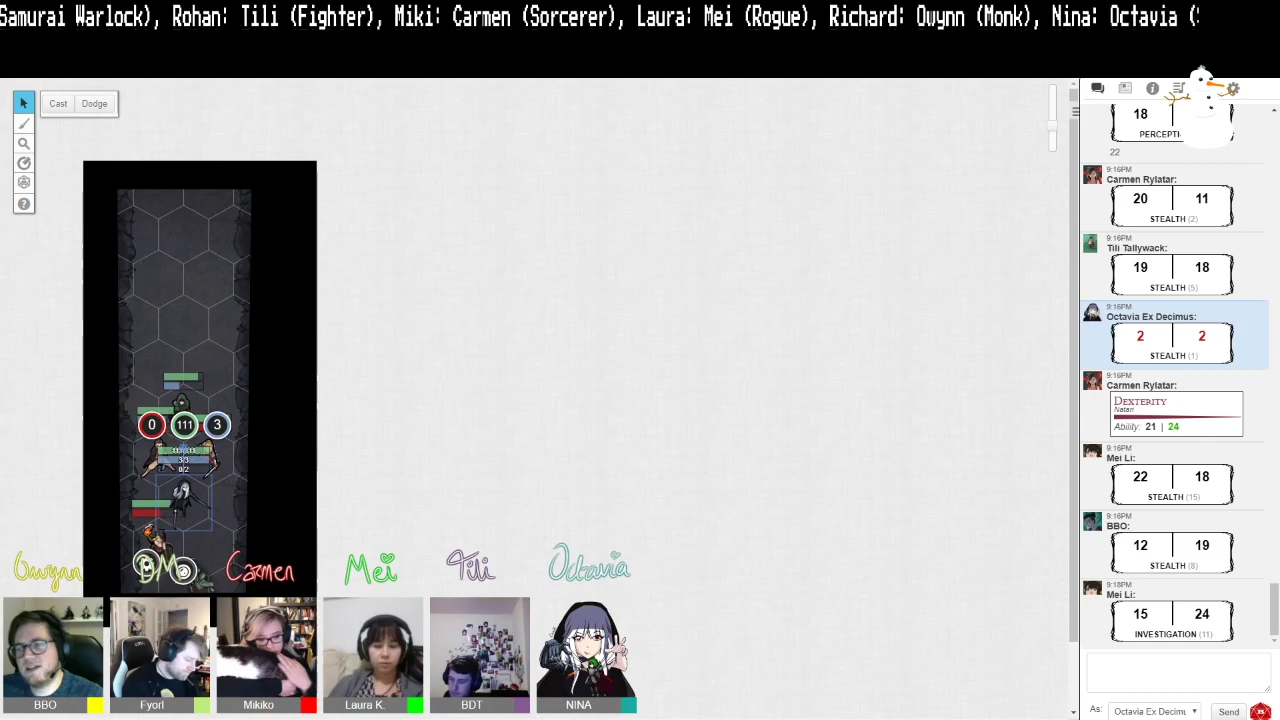 Samurai Warlock), Rohan: Tili (Fighter), Miki: Carmen (Sorcerer), Laura: Mei (Rogue), Richard: Owynn (Monk), Nina: Octavia (
Cast Dodge
18
PERCEPTI
22
9:16PM
Carmen Rylatar:
20 11
STEALTH (2)
9:16PM
Tili Tallywack:
19 18
STEALTH (5)
9:16PM
Octavia Ex Decimus:
2 2
STEALTH (1)
9:16PM
Carmen Rylatar:
DEXTERITY
Natari
Ability: 21 | 24
9:16PM
Mei Li:
22 18
STEALTH (15)
9:16PM
BBO:
12 19
STEALTH (8)
9:18PM
Mei Li:
15 24
INVESTIGATION (11)
As: Octavia Ex Decimu Send
0 111 3
3/3
0/2
Owynn DM Carmen Mei Tili Octavia
BBO Fyorl Mikiko Laura K. BDT NINA